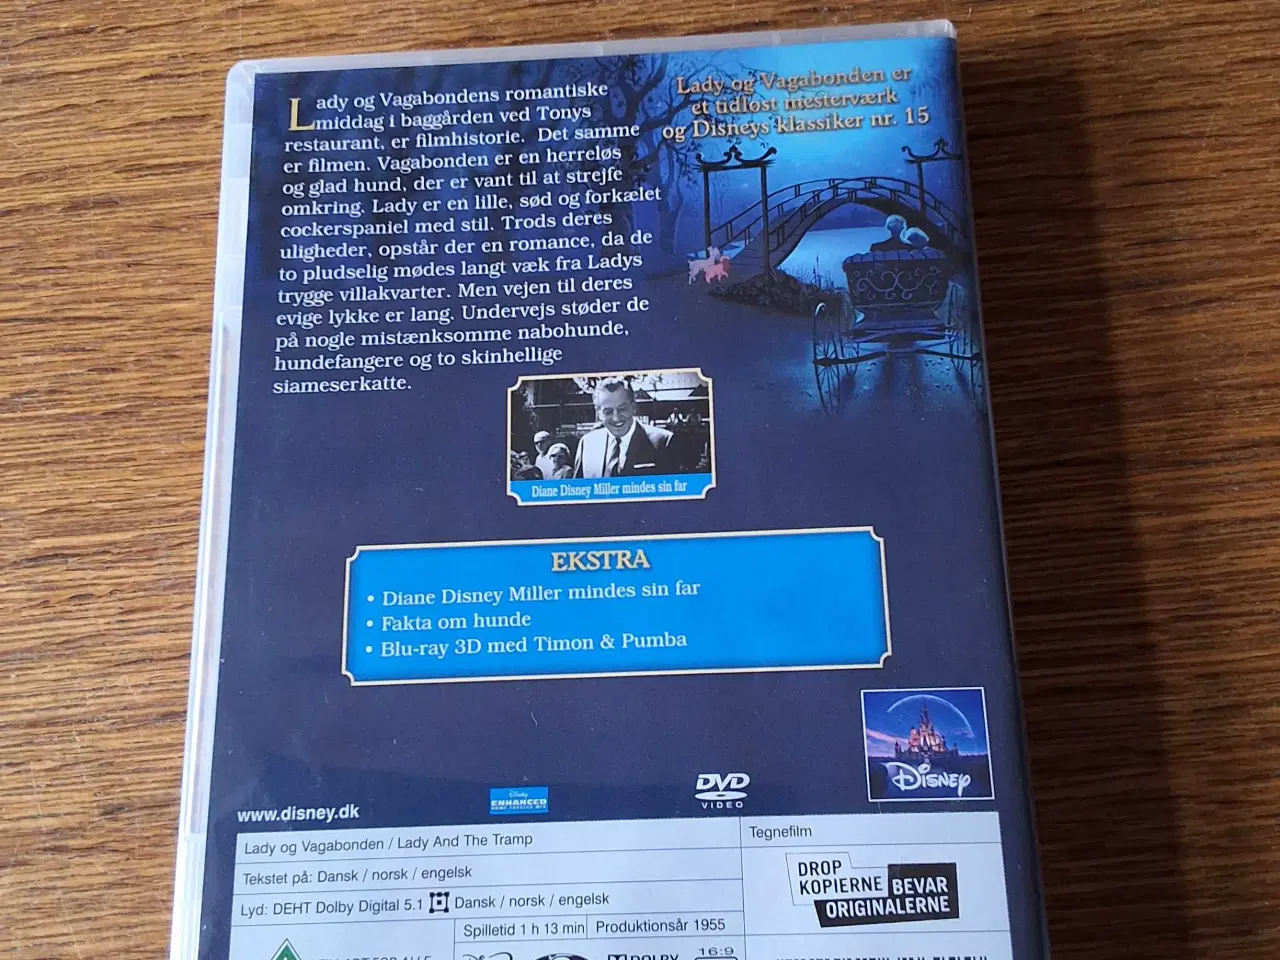 Lady og Vagabondens romantiske
middag i baggården ved Tonys
restaurant, er filmhistorie. Det samme
er filmen. Vagabonden er en herreløs
og glad hund, der er vant til at strejfe
omkring. Lady er en lille, sød og forkælet
cockerspaniel med stil. Trods deres
uligheder, opstår der en romance, da de
to pludselig mødes langt væk fra Ladys
trygge villakvarter. Men vejen til deres
evige lykke er lang. Undervejs støder de
på nogle mistænksomme nabohunde,
hundefangere og to skinhellige
siameserkatte.
Lady og Vagabonden er
et tidløst mesterværk
og Disneys klassiker nr. 15
Diane Disney Miller mindes sin far
EKSTRA
• Diane Disney Miller mindes sin far
• Fakta om hunde
• Blu-ray 3D med Timon & Pumba
Disney
www.disney.dk
Disney
ENHANCED
HOME THEATER MIX
DVD
VIDEO
Lady og Vagabonden / Lady And The Tramp
Tegnefilm
Tekstet på: Dansk / norsk / engelsk
Lyd: DEHT Dolby Digital 5.1 Dansk / norsk / engelsk
Spilletid 1 h 13 min
Produktionsår 1955
DROP
KOPIERNE
BEVAR
ORIGINALERNE
DOLBY
16:9